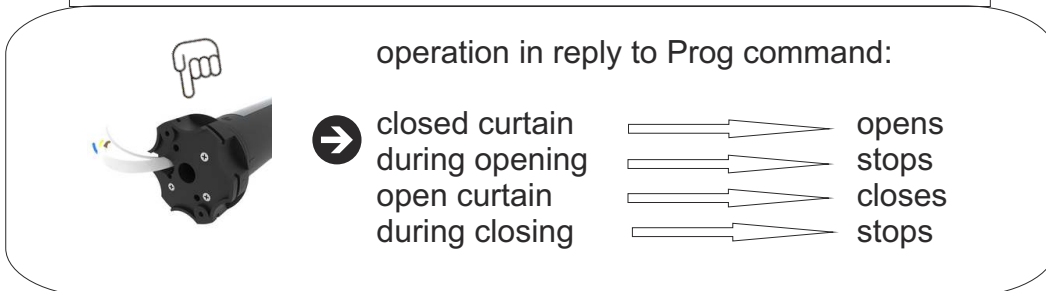 operation in reply to Prog command:
closed curtain opens
during opening stops
open curtain closes
during closing stops